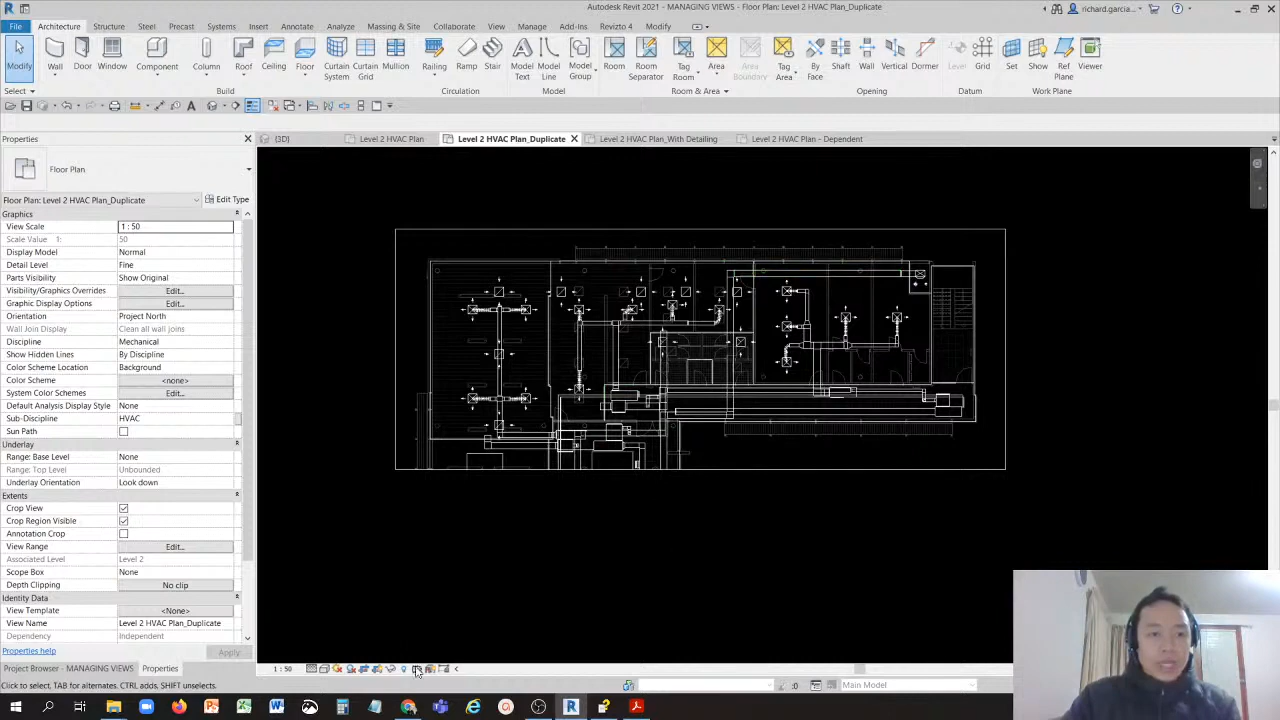 Autodesk Revit 2021 - MANAGING VIEWS - Floor Plan: Level 2 HVAC Plan_Duplicate
richard.garcia...
File Architecture Structure Steel Precast Systems Insert Annotate Analyze Massing & Site Collaborate View Manage Add-Ins Revizto 4 Modify
Modify Wall Door Window Component Column Roof Ceiling Floor Curtain System Curtain Grid Mullion Railing Ramp Stair Model Text Model Line Model Group Room Room Separator Tag Room Area Area Boundary Tag Area By Face Shaft Wall Vertical Dormer Level Grid Set Show Ref Plane Viewer
Select Build Circulation Model Room & Area Opening Datum Work Plane
Properties
(3D) Level 2 HVAC Plan Level 2 HVAC Plan_Duplicate Level 2 HVAC Plan_With Detailing Level 2 HVAC Plan - Dependent
Floor Plan
Floor Plan: Level 2 HVAC Plan_Duplicate Edit Type
Graphics
View Scale 1 : 50
Scale Value 1: 50
Display Model Normal
Detail Level Fine
Parts Visibility Show Original
Visibility/Graphics Overrides Edit...
Graphic Display Options Edit...
Orientation Project North
Wall Join Display Clean all wall joins
Discipline Mechanical
Show Hidden Lines By Discipline
Color Scheme Location Background
Color Scheme <none>
System Color Schemes Edit...
Default Analysis Display Style None
Sub-Discipline HVAC
Sun Path
Underlay
Range: Base Level None
Range: Top Level Unbounded
Underlay Orientation Look down
Extents
Crop View
Crop Region Visible
Annotation Crop
View Range Edit...
Associated Level Level 2
Scope Box None
Depth Clipping No clip
Identity Data
View Template <None>
View Name Level 2 HVAC Plan_Duplicate
Dependency Independent
Properties help Apply
Project Browser - MANAGING VIEWS Properties
1 : 50
Click to select, TAB for alternates, CTRL adds, SHIFT unselects.
:0 Main Model